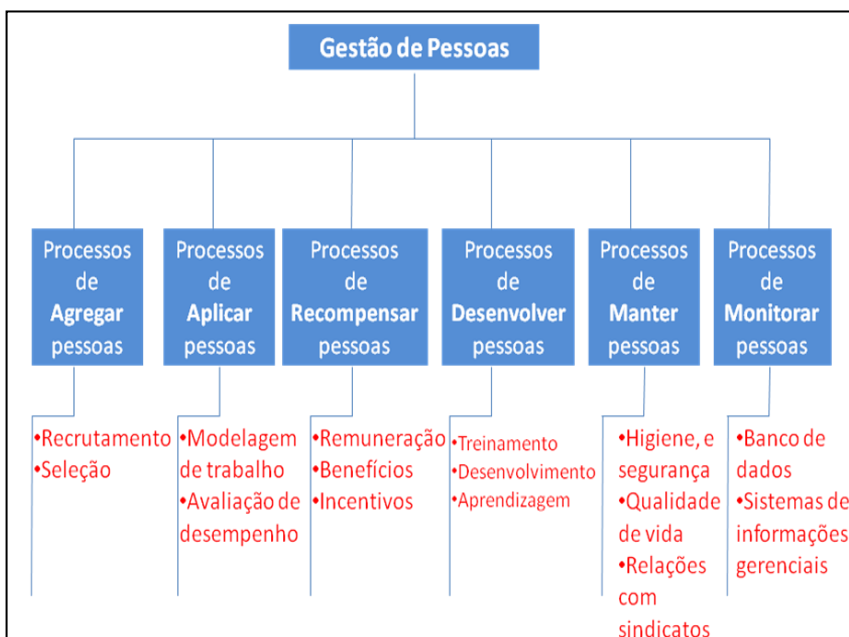 Gestão de Pessoas
Processos
de
Agregar
pessoas
Processos
de
Aplicar
pessoas
Processos
de
Recompensar
pessoas
Processos
de
Desenvolver
pessoas
Processos
de
Manter
pessoas
Processos
de
Monitorar
pessoas
•Recrutamento
•Seleção
•Modelagem
de trabalho
•Avaliação de
desempenho
•Remuneração
•Benefícios
•Incentivos
•Treinamento
•Desenvolvimento
•Aprendizagem
•Higiene, e
segurança
•Qualidade
de vida
•Relações
com
sindicatos
•Banco de
dados
•Sistemas de
informações
gerenciais